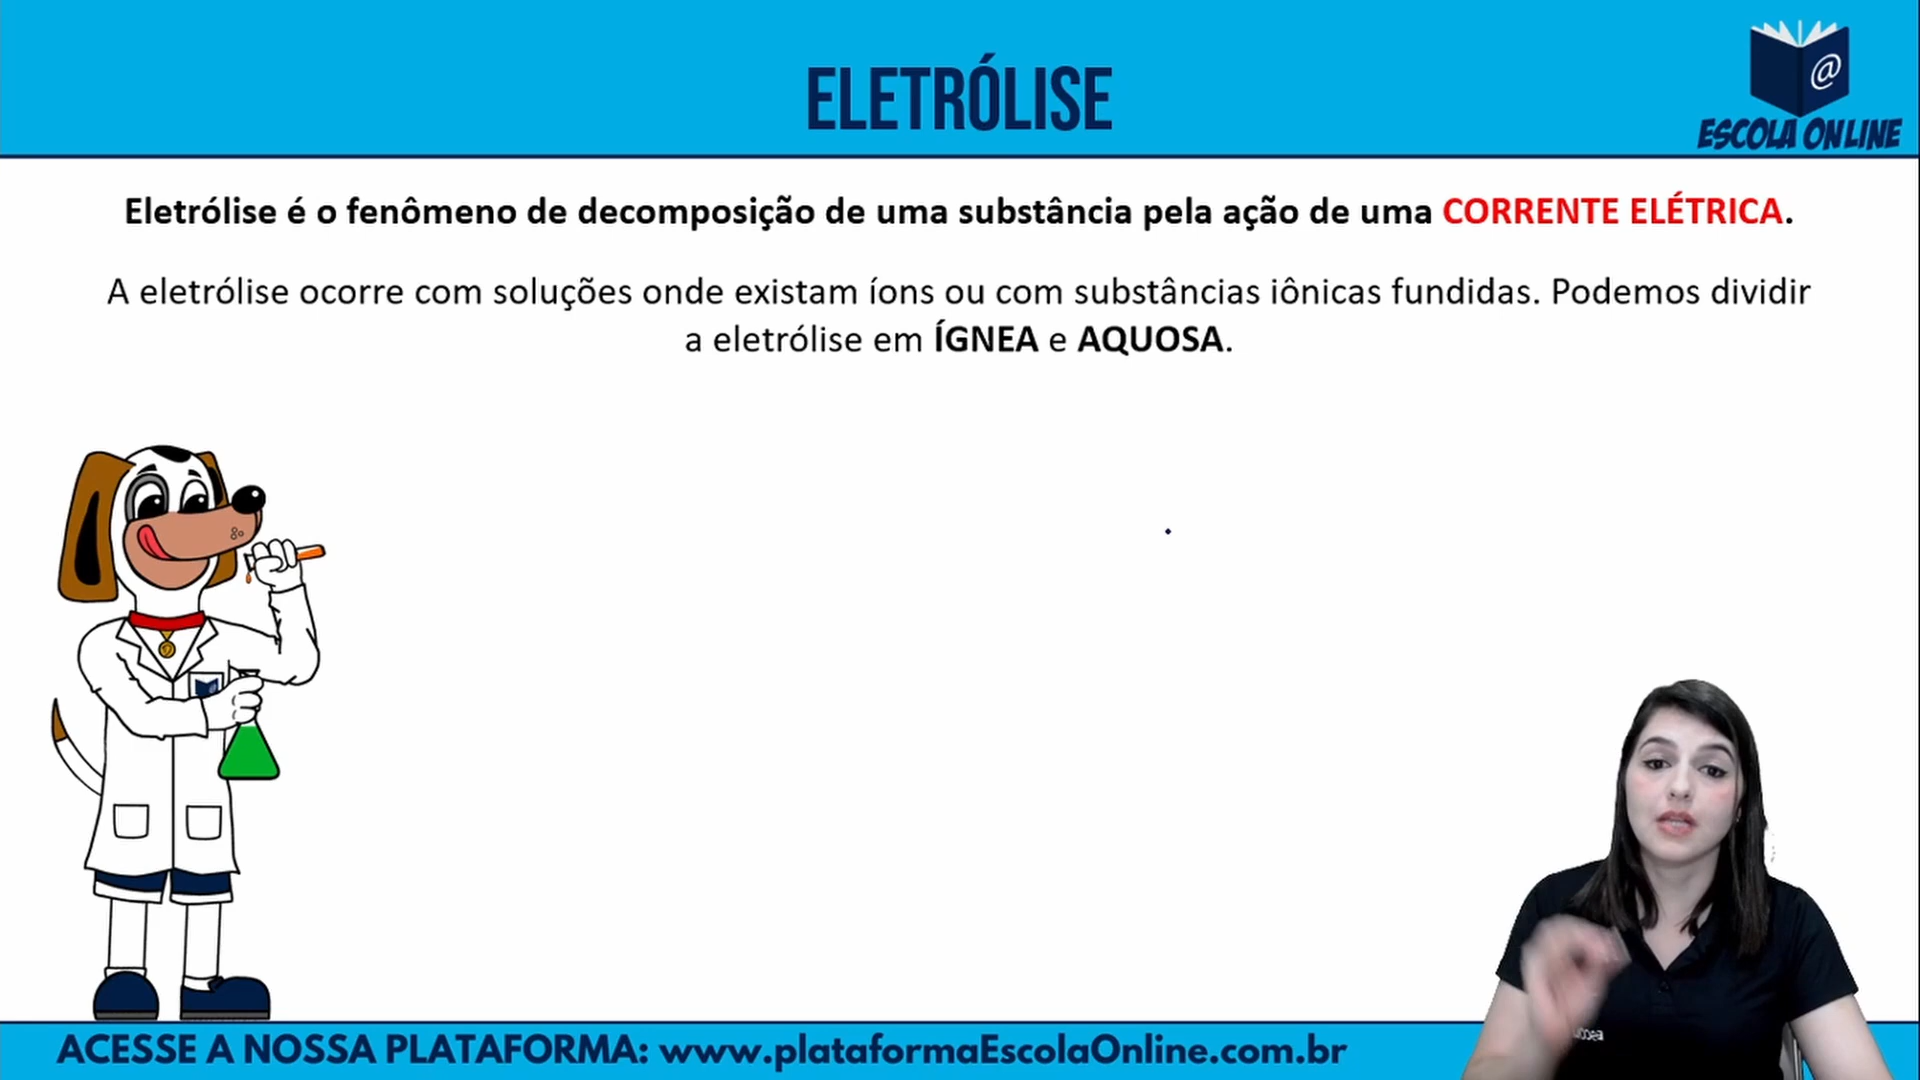 ELETRÓLISE
@
ESCOLA ONLINE
Eletrólise é o fenômeno de decomposição de uma substância pela ação de uma CORRENTE ELÉTRICA.
A eletrólise ocorre com soluções onde existam íons ou com substâncias iônicas fundidas. Podemos dividir
a eletrólise em ÍGNEA e AQUOSA.
ACESSE A NOSSA PLATAFORMA: www.plataformaEscolaOnline.com.br